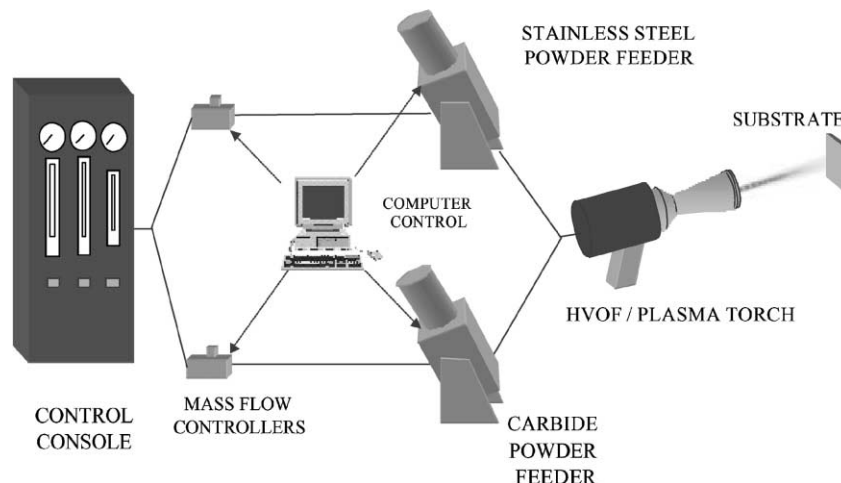 STAINLESS STEEL
POWDER FEEDER
SUBSTRATE
COMPUTER
CONTROL
HVOF / PLASMA TORCH
MASS FLOW
CONTROLLERS
CONTROL
CONSOLE
CARBIDE
POWDER
FEEDER